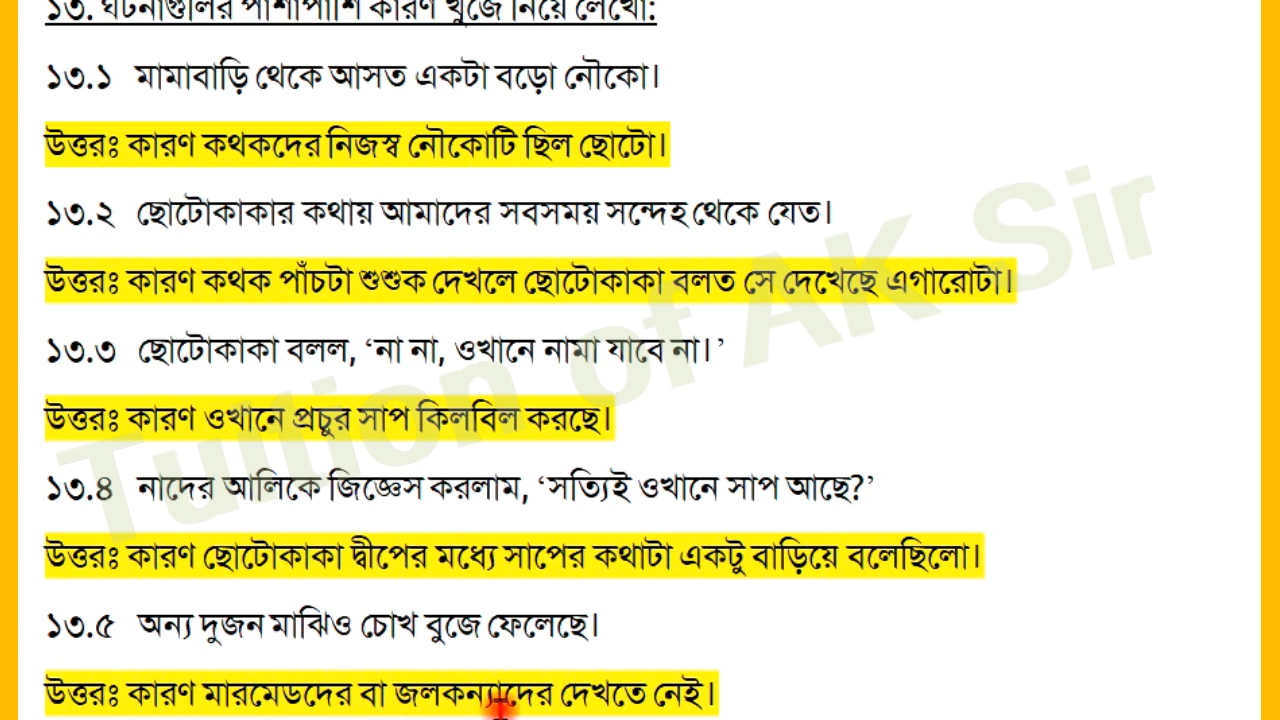 ১৩. ঘটনাগুলির পাশাপাশি কারণ খুঁজে নিয়ে লেখো:
১৩.১ মামাবাড়ি থেকে আসত একটা বড়ো নৌকো।
উত্তরঃ কারণ কথকদের নিজস্ব নৌকোটি ছিল ছোটো।
১৩.২ ছোটোকাকার কথায় আমাদের সবসময় সন্দেহ থেকে যেত।
উত্তরঃ কারণ কথক পাঁচটা শুশুক দেখলে ছোটোকাকা বলত সে দেখেছে এগারোটা।
১৩.৩ ছোটোকাকা বলল, ‘না না, ওখানে নামা যাবে না।’
উত্তরঃ কারণ ওখানে প্রচুর সাপ কিলবিল করছে।
১৩.৪ নাদের আলিকে জিজ্ঞেস করলাম, ‘সত্যিই ওখানে সাপ আছে?’
উত্তরঃ কারণ ছোটোকাকা দ্বীপের মধ্যে সাপের কথাটা একটু বাড়িয়ে বলেছিলো।
১৩.৫ অন্য দুজন মাঝিও চোখ বুজে ফেলেছে।
উত্তরঃ কারণ মারমেডদের বা জলকন্যাদের দেখতে নেই।
Tuition of AK Sir